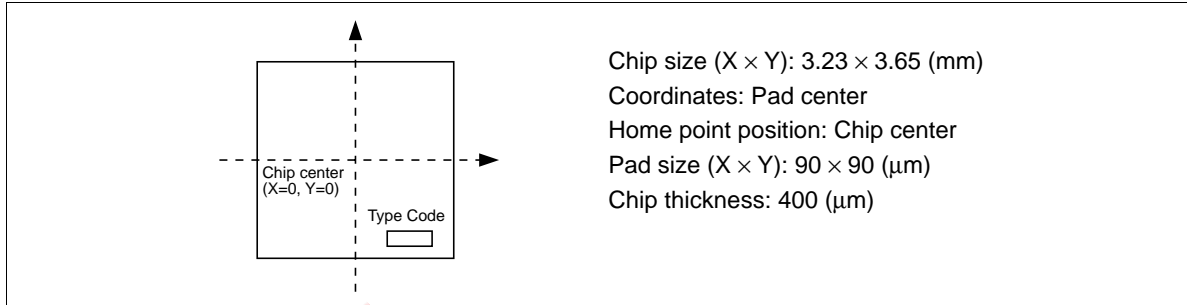 Chip center
(X=0, Y=0)
Type Code
Chip size (X × Y): 3.23 × 3.65 (mm)
Coordinates: Pad center
Home point position: Chip center
Pad size (X × Y): 90 × 90 (μm)
Chip thickness: 400 (μm)